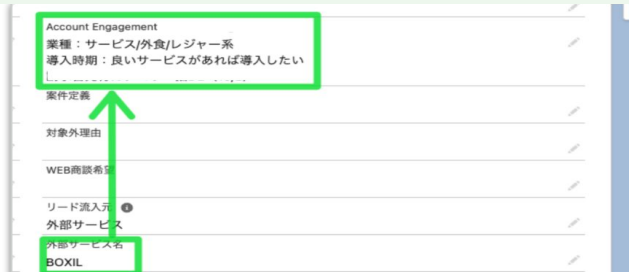 Account Engagement
業種：サービス/外食/レジャー系
導入時期：良いサービスがあれば導入したい
案件定義
対象外理由
WEB商談希望
リード流入元
外部サービス
外部サービス名
BOXIL